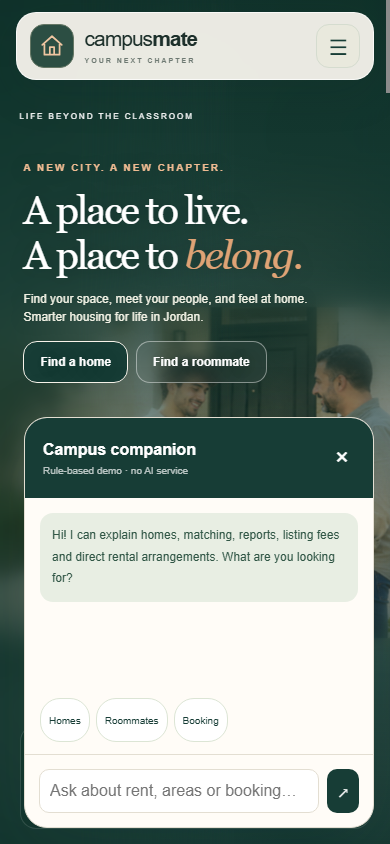 campusmate
YOUR NEXT CHAPTER
LIFE BEYOND THE CLASSROOM
A NEW CITY. A NEW CHAPTER.
A place to live.
A place to belong.
Find your space, meet your people, and feel at home.
Smarter housing for life in Jordan.
Find a home
Find a roommate
Campus companion
Rule-based demo · no AI service
Hi! I can explain homes, matching, reports, listing fees
and direct rental arrangements. What are you looking
for?
Homes
Roommates
Booking
Ask about rent, areas or booking…